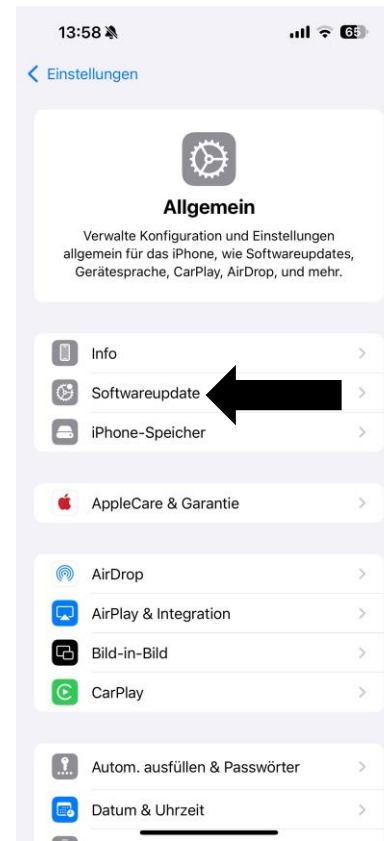 13:58
65
Einstellungen
Allgemein
Verwalte Konfiguration und Einstellungen
allgemein für das iPhone, wie Softwareupdates,
Gerätesprache, CarPlay, AirDrop, und mehr.
Info
Softwareupdate
iPhone-Speicher
AppleCare & Garantie
AirDrop
AirPlay & Integration
Bild-in-Bild
CarPlay
Autom. ausfüllen & Passwörter
Datum & Uhrzeit